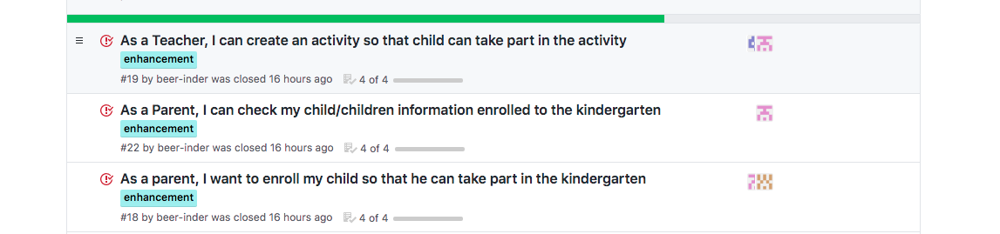 As a Teacher, I can create an activity so that child can take part in the activity
enhancement
#19 by beer-inder was closed 16 hours ago 4 of 4
As a Parent, I can check my child/children information enrolled to the kindergarten
enhancement
#22 by beer-inder was closed 16 hours ago 4 of 4
As a parent, I want to enroll my child so that he can take part in the kindergarten
enhancement
#18 by beer-inder was closed 16 hours ago 4 of 4